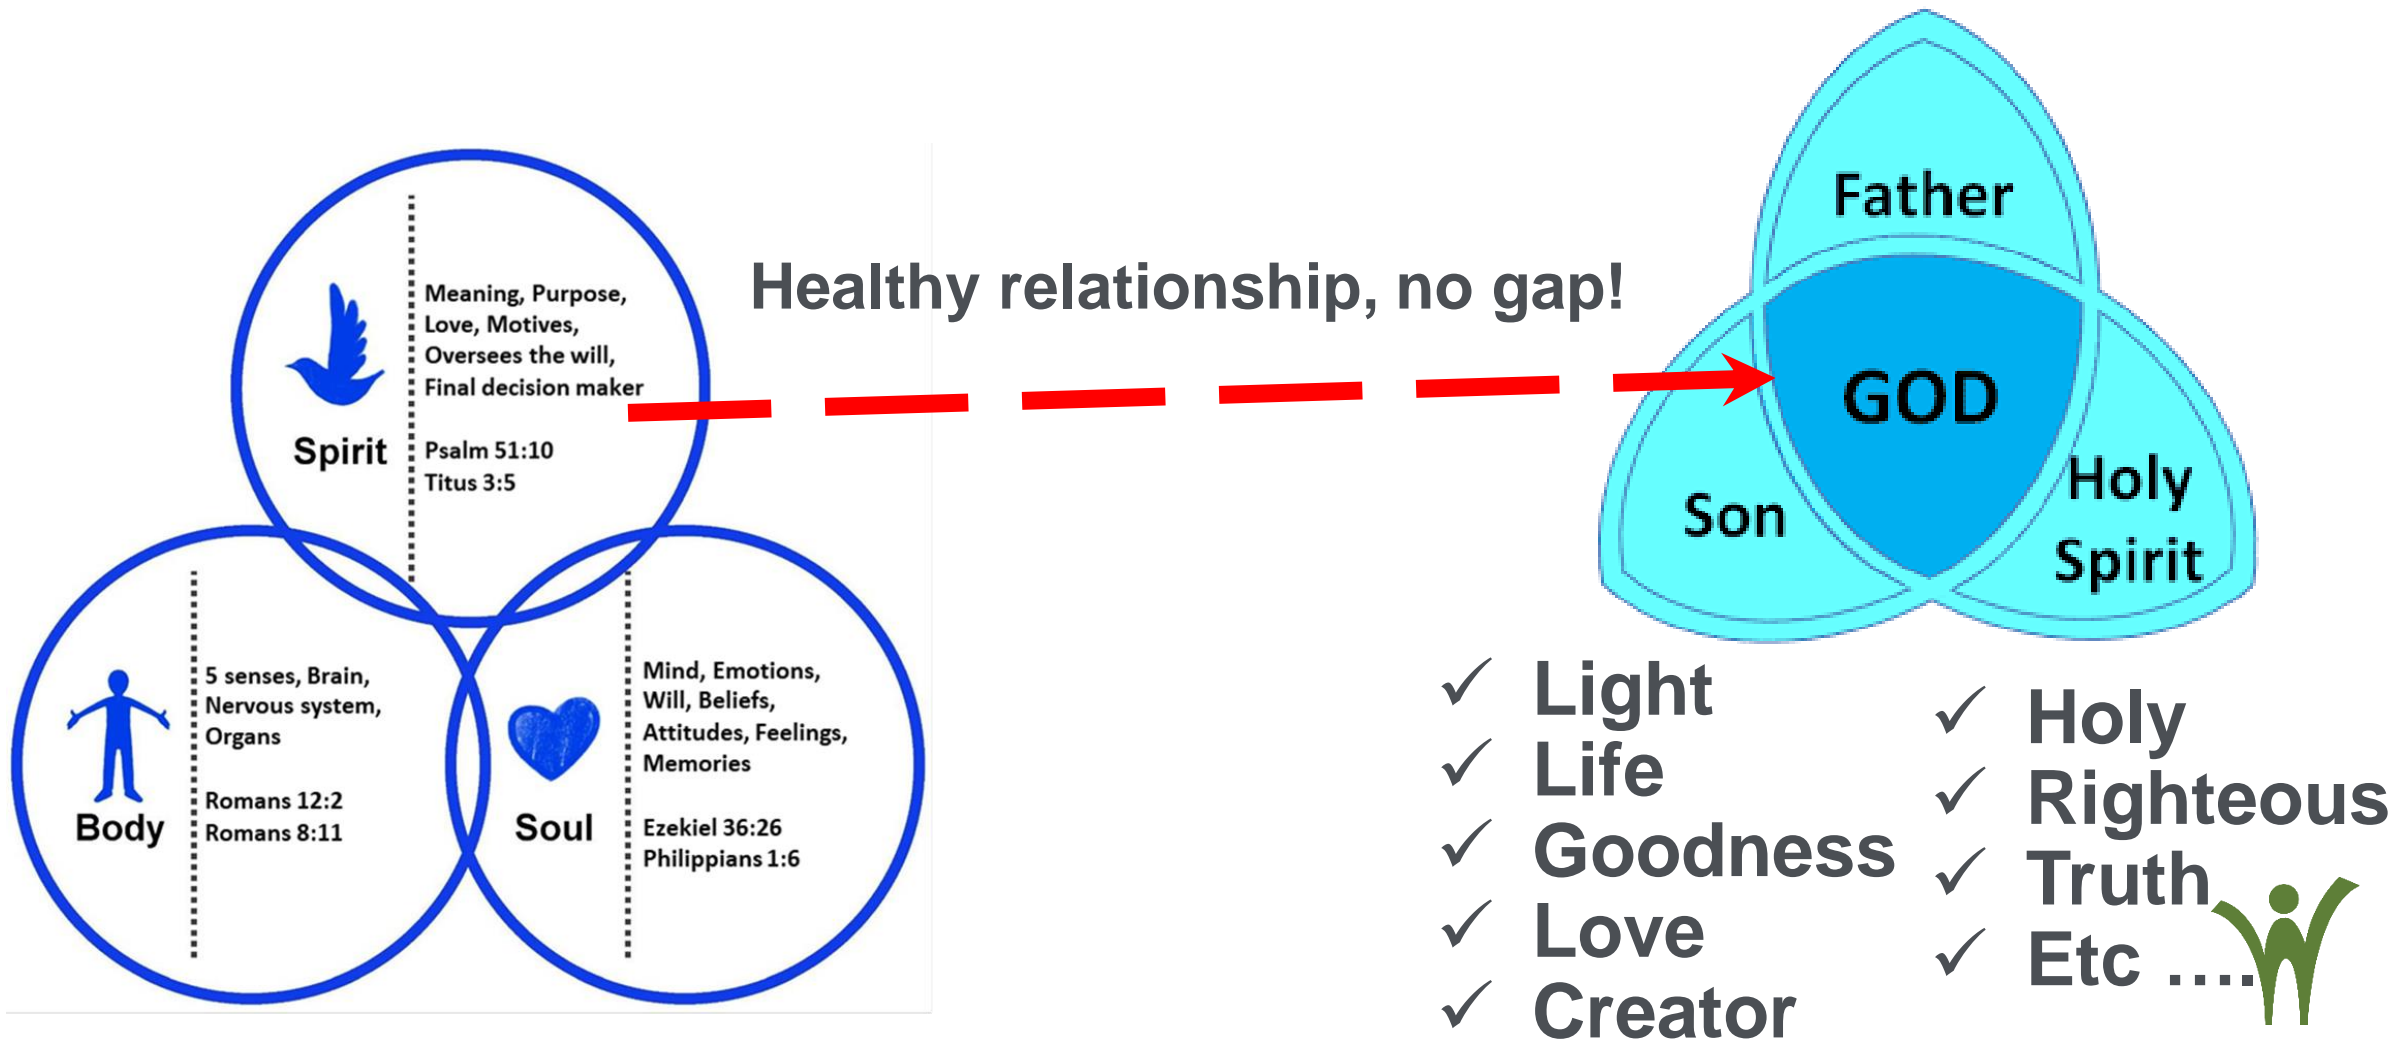 Meaning, Purpose,
Love, Motives,
Oversees the will,
Final decision maker
Spirit
Psalm 51:10
Titus 3:5
5 senses, Brain,
Nervous system,
Organs
Romans 12:2
Romans 8:11
Body
Mind, Emotions,
Will, Beliefs,
Attitudes, Feelings,
Memories
Soul
Ezekiel 36:26
Philippians 1:6
Healthy relationship, no gap!
Father
GOD
Son
Holy
Spirit
Light
Life
Goodness
Love
Creator
Holy
Righteous
Truth
Etc ....